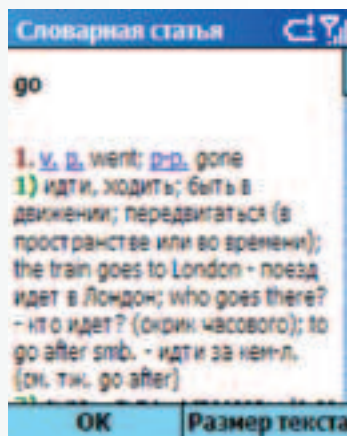 Словарная статья
go
1. v. p. went; p-p. gone
1) идти, ходить; быть в
движении; передвигаться (в
пространстве или во времени);
the train goes to London - поезд
идет в Лондон; who goes there?
- кто идет? (окрик часового); to
go after smb. - идти за кем-л.
(см. тж. go after)
OK
Размер текста